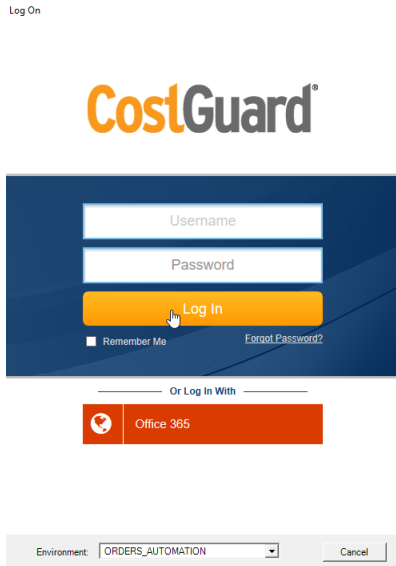 Log On
CostGuard®
Username
Password
Log In
Remember Me
Forgot Password?
Or Log In With
Office 365
Environment: ORDERS_AUTOMATION
Cancel